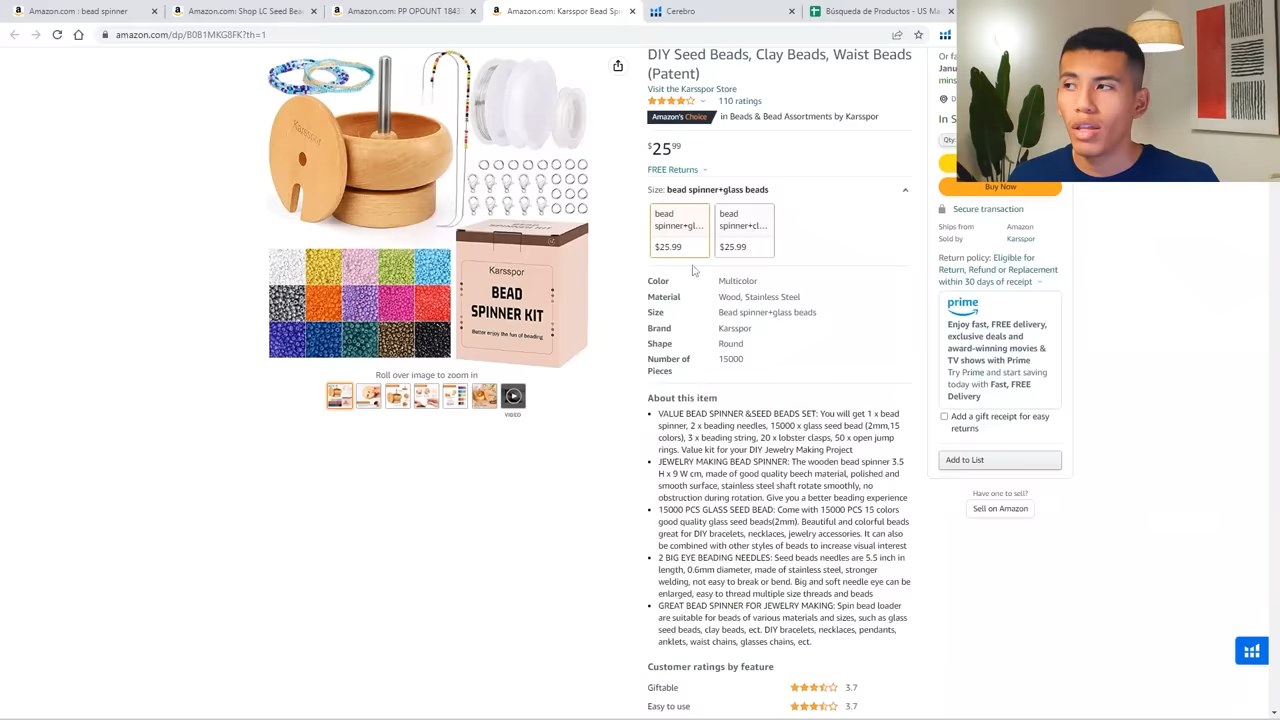 Amazon.com : bead spinner
Amazon.com: Shop LC Seed Bea
Amazon.com: PP OPOUNT 1843
Amazon.com: Karsspor Bead Spi
Cerebro
Búsqueda de Productos - US Ma
amazon.com/dp/B0B1MKG8FK?th=1
DIY Seed Beads, Clay Beads, Waist Beads
(Patent)
Visit the Karsspor Store
110 ratings
Amazon's Choice in Beads & Bead Assortments by Karsspor
$25 99
FREE Returns
Size: bead spinner+glass beads
bead
spinner+gl...
$25.99
bead
spinner+cl...
$25.99
Color Multicolor
Material Wood, Stainless Steel
Size Bead spinner+glass beads
Brand Karsspor
Shape Round
Number of
Pieces
15000
About this item
• VALUE BEAD SPINNER &SEED BEADS SET: You will get 1 x bead
spinner, 2 x beading needles, 15000 x glass seed bead (2mm,15
colors), 3 x beading string, 20 x lobster clasps, 50 x open jump
rings. Value kit for your DIY Jewelry Making Project
• JEWELRY MAKING BEAD SPINNER: The wooden bead spinner 3.5
H x 9 W cm, made of good quality beech material, polished and
smooth surface, stainless steel shaft rotate smoothly, no
obstruction during rotation. Give you a better beading experience
• 15000 PCS GLASS SEED BEAD: Come with 15000 PCS 15 colors
good quality glass seed beads(2mm). Beautiful and colorful beads
great for DIY bracelets, necklaces, jewelry accessories. It can also
be combined with other styles of beads to increase visual interest
• 2 BIG EYE BEADING NEEDLES: Seed beads needles are 5.5 inch in
length, 0.6mm diameter, made of stainless steel, stronger
welding, not easy to break or bend. Big and soft needle eye can be
enlarged, easy to thread multiple size threads and beads
• GREAT BEAD SPINNER FOR JEWELRY MAKING: Spin bead loader
are suitable for beads of various materials and sizes, such as glass
seed beads, clay beads, ect. DIY bracelets, necklaces, pendants,
anklets, waist chains, glasses chains, ect.
Customer ratings by feature
Giftable 3.7
Easy to use 3.7
Karsspor
Karsspor
BEAD
SPINNER KIT
Better enjoy the fun of beading
Roll over image to zoom in
VIDEO
Or fa
Janu
mins
D
In S
Qty:
Buy Now
Secure transaction
Ships from Amazon
Sold by Karsspor
Return policy: Eligible for
Return, Refund or Replacement
within 30 days of receipt
prime
Enjoy fast, FREE delivery,
exclusive deals and
award-winning movies &
TV shows with Prime
Try Prime and start saving
today with Fast, FREE
Delivery
Add a gift receipt for easy
returns
Add to List
Have one to sell?
Sell on Amazon